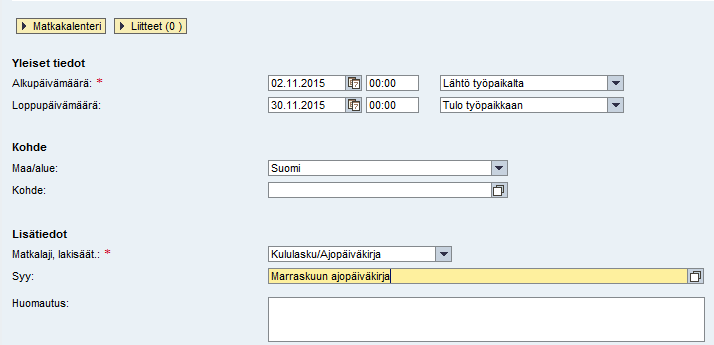 Matkakalenteri Liitteet (0 )
Yleiset tiedot
Alkupäivämäärä: * 02.11.2015 00:00 Lähtö työpaikalta
Loppupäivämäärä: 30.11.2015 00:00 Tulo työpaikkaan
Kohde
Maa/alue: Suomi
Kohde:
Lisätiedot
Matkalaji, lakisäät.: * Kululasku/Ajopäiväkirja
Syy: Marraskuun ajopäiväkirja
Huomautus: